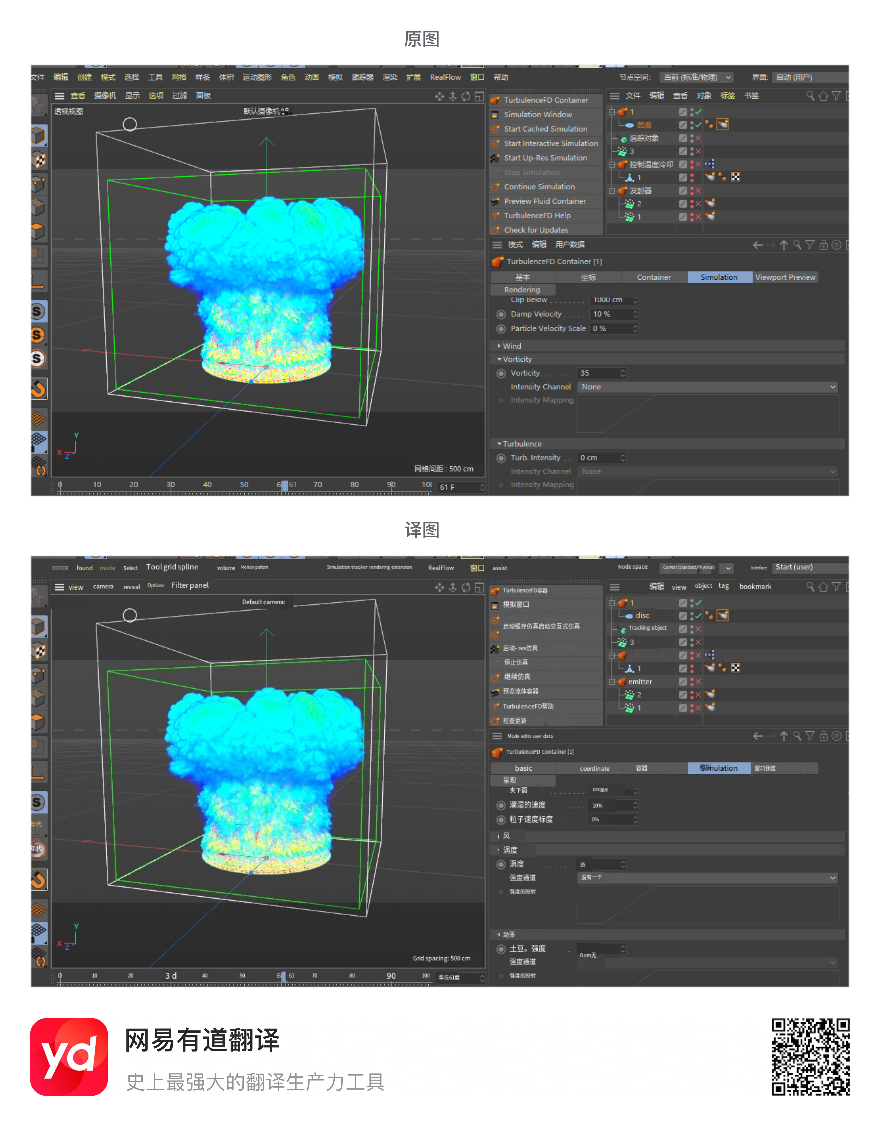 原图
文件 编辑 创建 模式 选择 工具 网格 样条 体积 运动图形 角色 动画 模拟 跟踪器 渲染 扩展 RealFlow 窗口 帮助 节点空间: 当前 (标准/物理) 界面: 启动 (用户)
查看 摄像机 显示 选项 过滤 面板
透视视图
默认摄像机
网格间距 : 500 cm
0 10 20 30 40 50 61 70 80 90 100 61 F
TurbulenceFD Container
Simulation Window
Start Cached Simulation
Start Interactive Simulation
Start Up-Res Simulation
Stop Simulation
Continue Simulation
Preview Fluid Container
TurbulenceFD Help
Check for Updates
文件 编辑 查看 对象 标签 书签
1
圆盘
追踪对象
3
控制温度冷却
1
发射器
2
1
模式 编辑 用户数据
TurbulenceFD Container [1]
基本 坐标 Container Simulation Viewport Preview
Rendering
Clip Below 1000 cm
Damp Velocity 10 %
Particle Velocity Scale 0 %
Wind
Vorticity
Vorticity 35
Intensity Channel None
Intensity Mapping
Turbulence
Turb. Intensity 0 cm
Intensity Channel None
Intensity Mapping
译图
EDITOR found mode Select Tool grid spline volume Motion pattern Simulation tracker rendering extension RealFlow 窗口 assist Node space: Current (Standard/Physical) Interface: Start (user)
view camera reveal Options Filter panel
Default camera:
Grid spacing: 500 cm
0 10 20 3 d 40 50 70 80 90 100 华氏61度
TurbulenceFD容器
模拟窗口
启动缓存仿真启动交互式仿真
启动- res仿真
停止仿真
继续仿真
预览流体容器
TurbulenceFD帮助
检查更新
编辑 view object tag bookmark
1
disc
Tracking object
3
1
emitter
2
1
Mode edits user data
TurbulenceFD Container [1]
basic coordinate 容器 imulation 窗口预览
呈现
夹下面 1000厘米
潮湿的速度 10%
粒子速度标度 0%
风
涡度
涡度 35
强度通道 没有一个
强度的映射
动荡
土豆。强度 0 cm无
强度通道
强度的映射
yd
网易有道翻译
史上最强大的翻译生产力工具